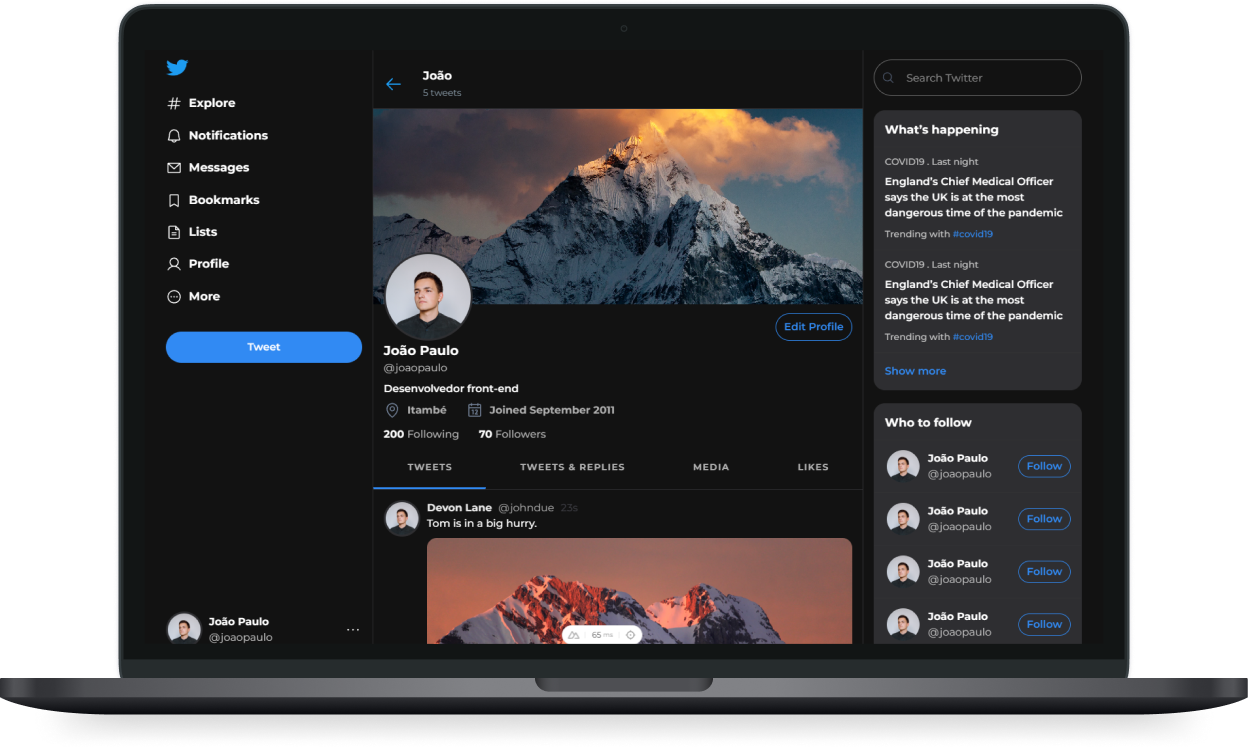 Explore
Notifications
Messages
Bookmarks
Lists
Profile
More
Tweet
João Paulo
@joaopaulo
João
5 tweets
Edit Profile
João Paulo
@joaopaulo
Desenvolvedor front-end
Itambé Joined September 2011
200 Following 70 Followers
TWEETS TWEETS & REPLIES MEDIA LIKES
Devon Lane @johndue 23s
Tom is in a big hurry.
65 ms
Search Twitter
What's happening
COVID19 . Last night
England's Chief Medical Officer
says the UK is at the most
dangerous time of the pandemic
Trending with #covid19
COVID19 . Last night
England's Chief Medical Officer
says the UK is at the most
dangerous time of the pandemic
Trending with #covid19
Show more
Who to follow
João Paulo
@joaopaulo
Follow
João Paulo
@joaopaulo
Follow
João Paulo
@joaopaulo
Follow
João Paulo
@joaopaulo
Follow